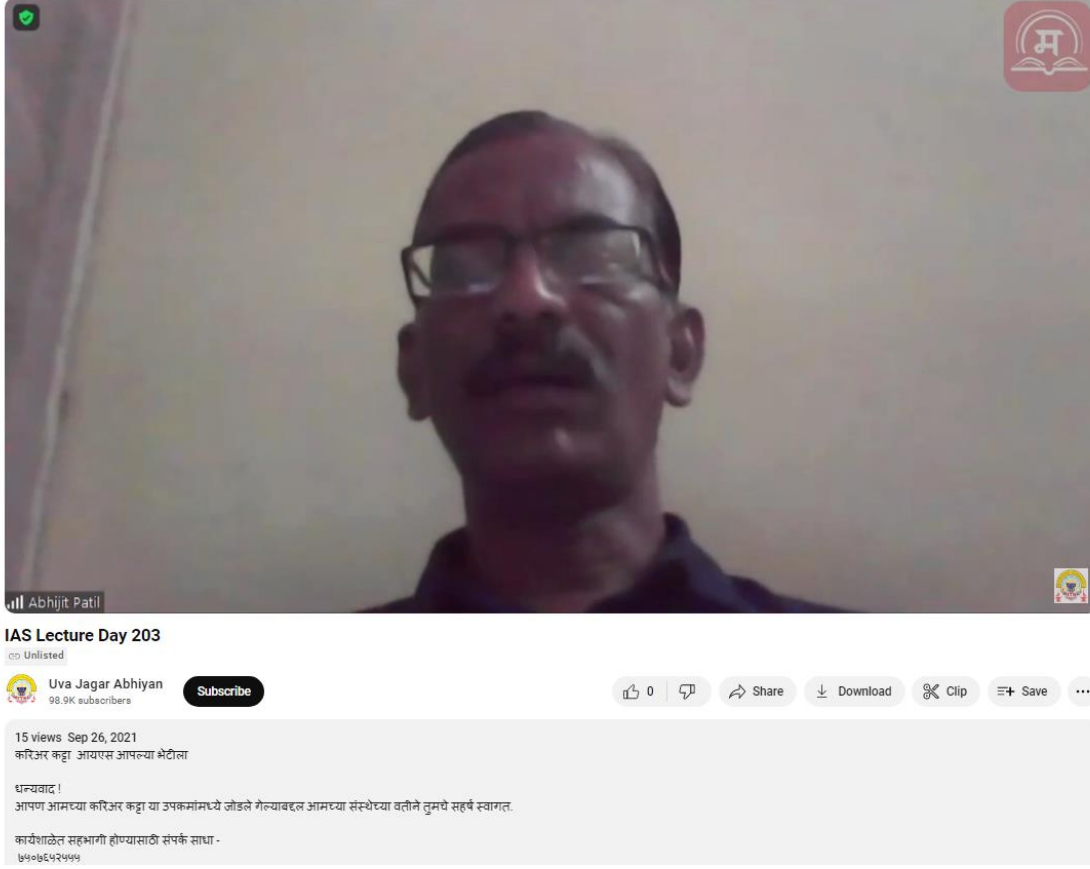 म
Abhijit Patil
IAS Lecture Day 203
Unlisted
Uva Jagar Abhiyan
98.9K subscribers
Subscribe
0
Share
Download
Clip
Save
15 views Sep 26, 2021
करिअर कट्टा आयएस आपल्या भेटीला
धन्यवाद !
आपण आमच्या करिअर कट्टा या उपक्रमांमध्ये जोडले गेल्याबद्दल आमच्या संस्थेच्या वतीने तुमचे सहर्ष स्वागत.
कार्यशाळेत सहभागी होण्यासाठी संपर्क साधा -
७५०७६५२५५५